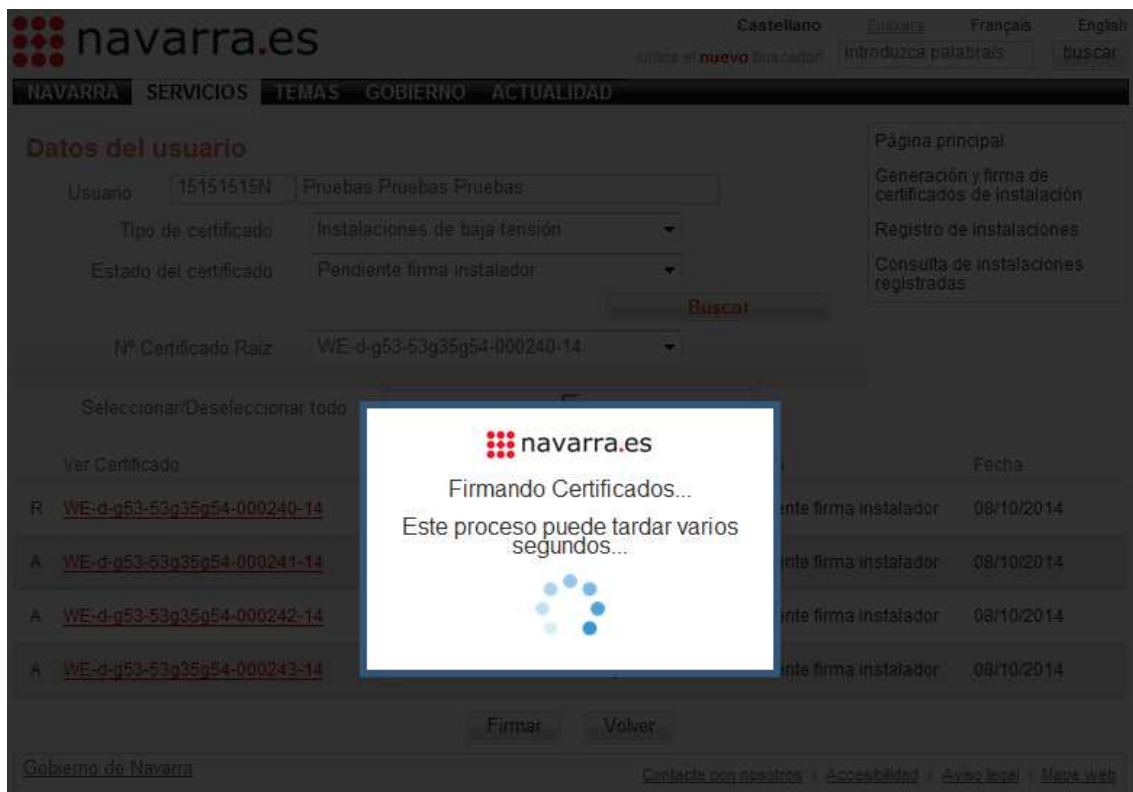 navarra.es
Castellano Euskara Français English
Utilice el nuevo buscador introduzca palabra/s buscar
NAVARRA SERVICIOS TEMAS GOBIERNO ACTUALIDAD
Datos del usuario
Usuario 15151515N Pruebas Pruebas Pruebas
Tipo de certificado Instalaciones de baja tensión
Estado del certificado Pendiente firma instalador
Buscar
Nº Certificado Raiz WE-d-g53-53g35g54-000240-14
Página principal
Generación y firma de
certificados de instalación
Registro de instalaciones
Consulta de instalaciones
registradas
Seleccionar/Deseleccionar todo
Ver Certificado Fecha
R WE-d-g53-53g35g54-000240-14 ente firma instalador 08/10/2014
A WE-d-g53-53g35g54-000241-14 ente firma instalador 08/10/2014
A WE-d-g53-53g35g54-000242-14 ente firma instalador 08/10/2014
A WE-d-g53-53g35g54-000243-14 ente firma instalador 08/10/2014
navarra.es
Firmando Certificados...
Este proceso puede tardar varios
segundos...
Firmar Volver
Gobierno de Navarra
Contacte con nosotros | Accesibilidad | Aviso legal | Mapa web